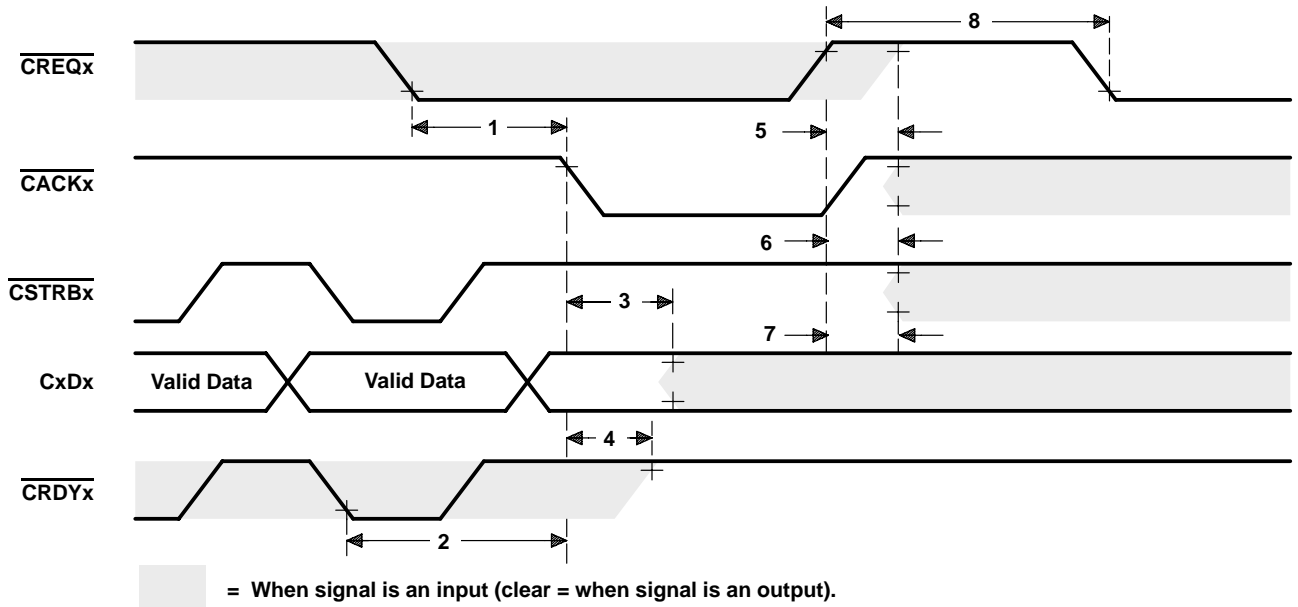 8
CREQx
1
5
CACKx
6
CSTRBx
3
7
CxDx
Valid Data
Valid Data
4
CRDYx
2
= When signal is an input (clear = when signal is an output).